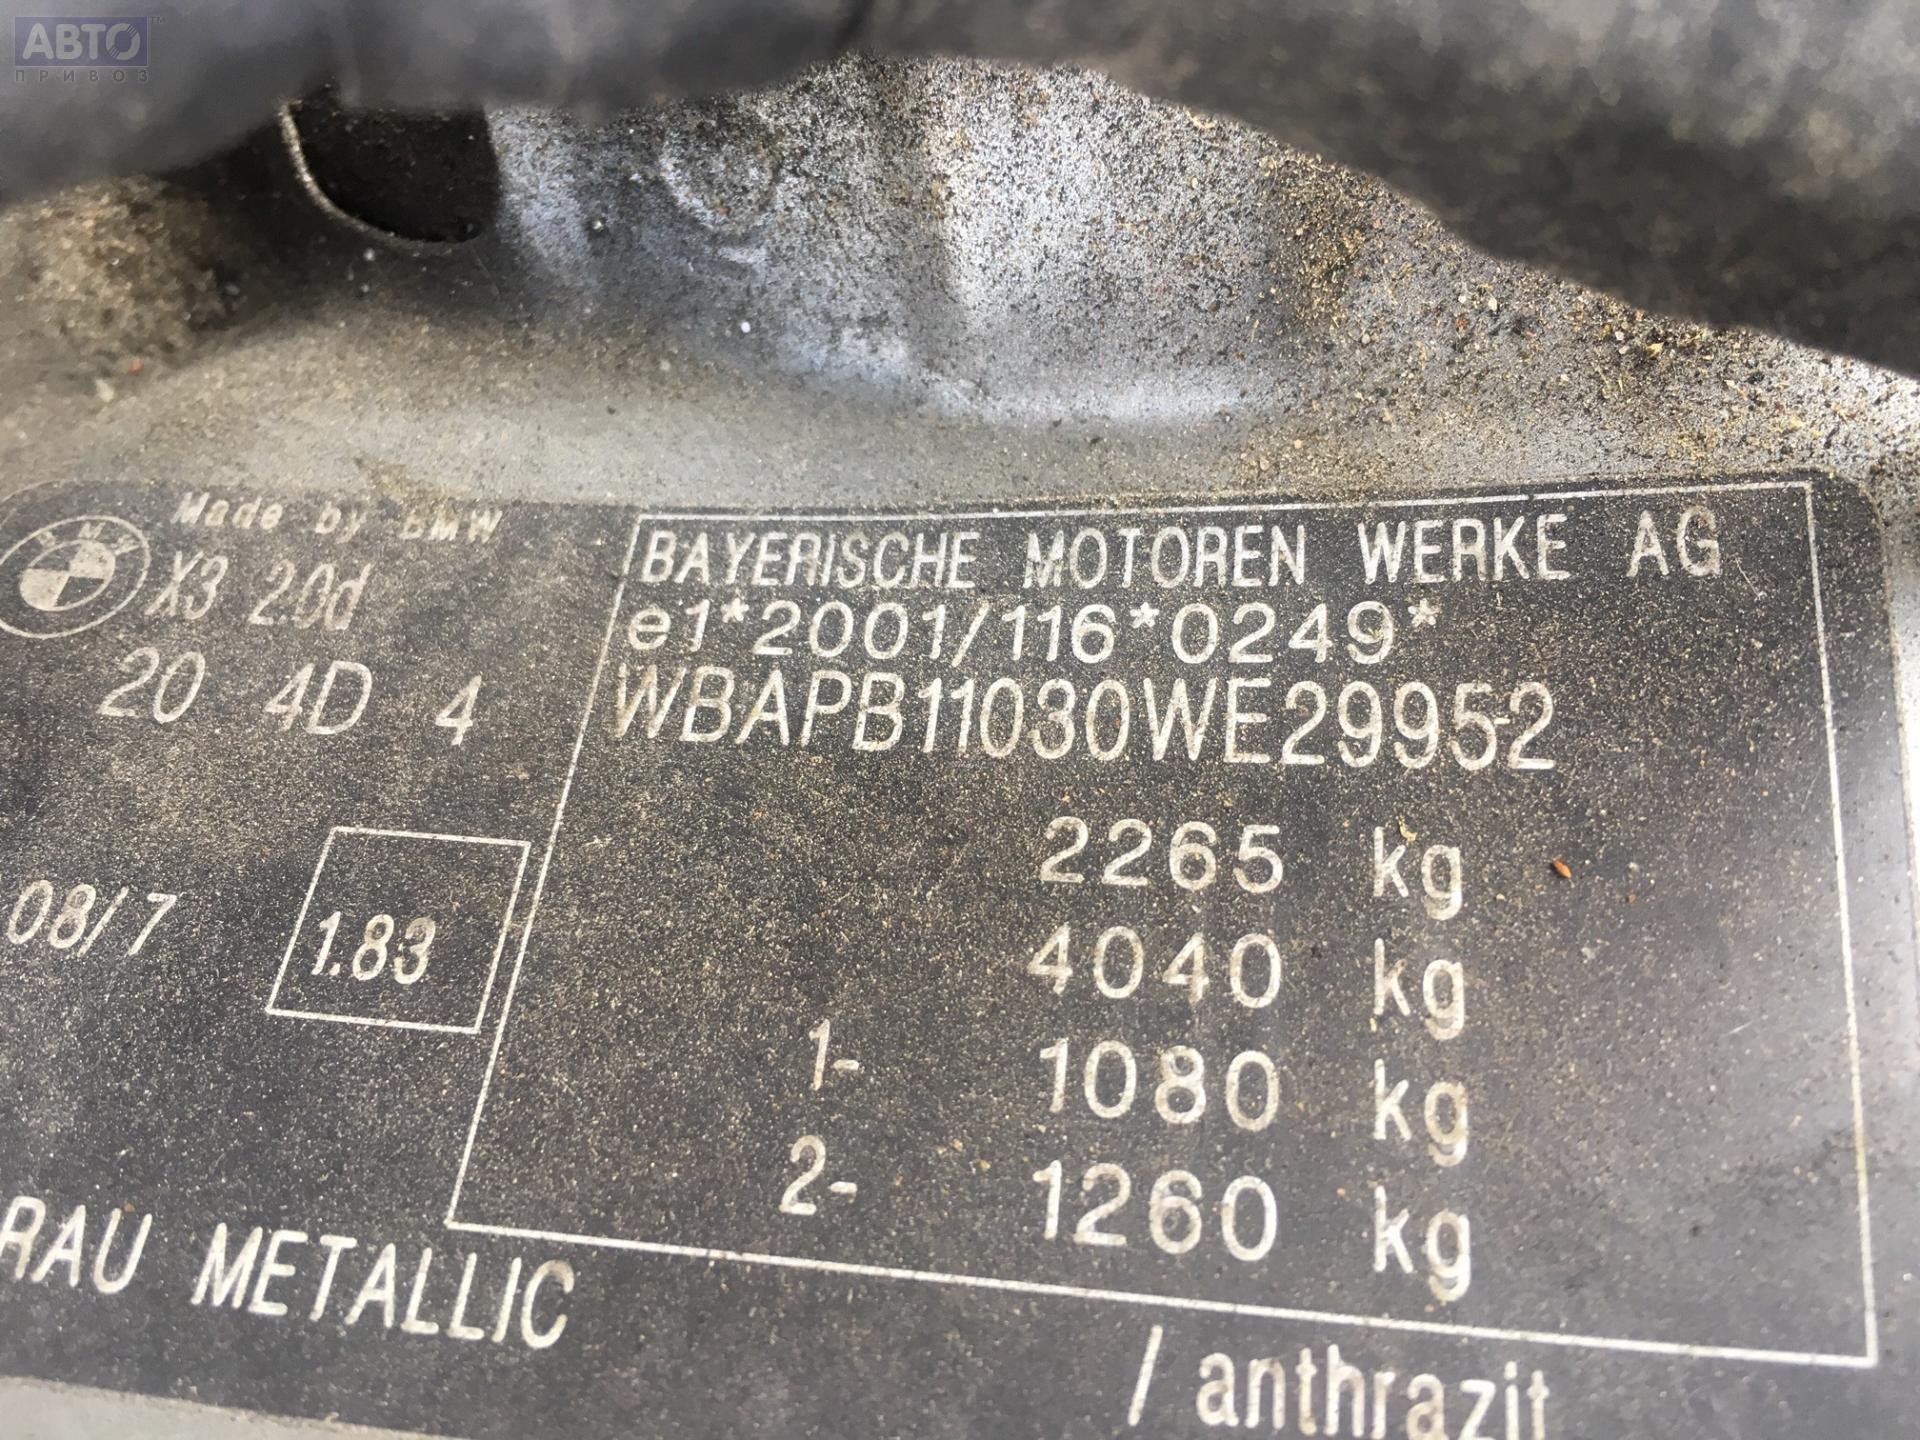 АВТО
ПРИВОЗ
Made by BMW
X3 2.0d
20 4D 4
08/7
1.83
RAU METALLIC
BAYERISCHE MOTOREN WERKE AG
e1*2001/116*0249*
WBAPB11030WE29952
2265 kg
4040 kg
1- 1080 kg
2- 1260 kg
/ anthrazit